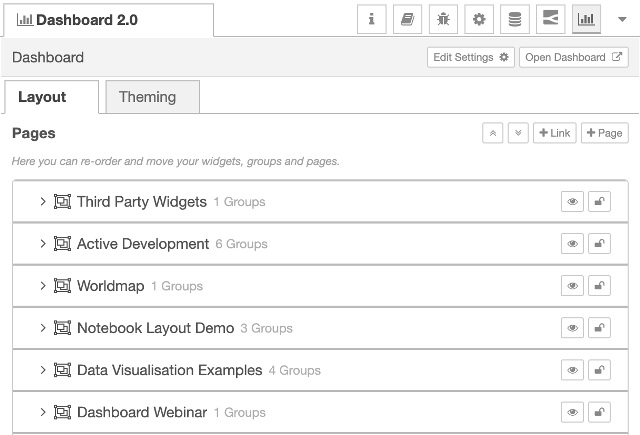 Dashboard 2.0
Dashboard
Edit Settings
Open Dashboard
Layout
Theming
Pages
+ Link
+ Page
Here you can re-order and move your widgets, groups and pages.
Third Party Widgets 1 Groups
Active Development 6 Groups
Worldmap 1 Groups
Notebook Layout Demo 3 Groups
Data Visualisation Examples 4 Groups
Dashboard Webinar 1 Groups